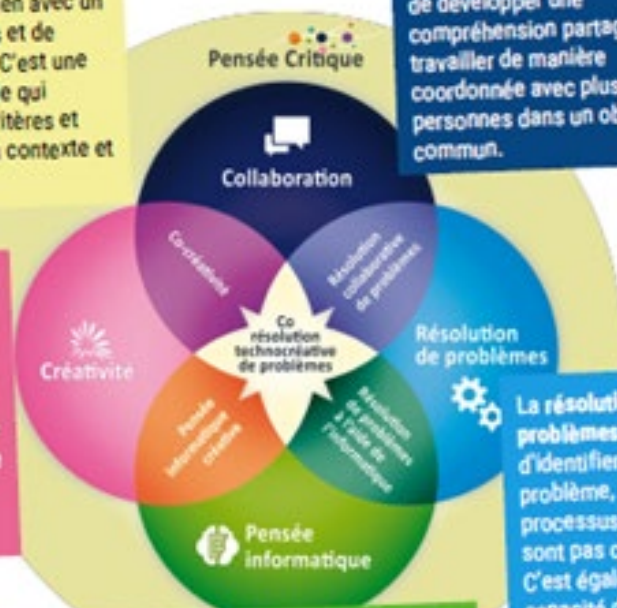 en avec un
et de
C'est une
e qui
itères et
contexte et
de développer une
compréhension partag
travailler de manière
coordonnée avec plus
personnes dans un ob
commun.
Pensée Critique
Collaboration
Co-créativité
Résolution
collaborative
de problèmes
Créativité
Co
résolution
technocréative
de problèmes
Résolution
de problèmes
Pensée
informatique
créative
Résolution
de problèmes
à l'aide de
l'informatique
Pensée
informatique
La résoluti
problèmes
d'identifier
problème,
processus
sont pas
C'est égal